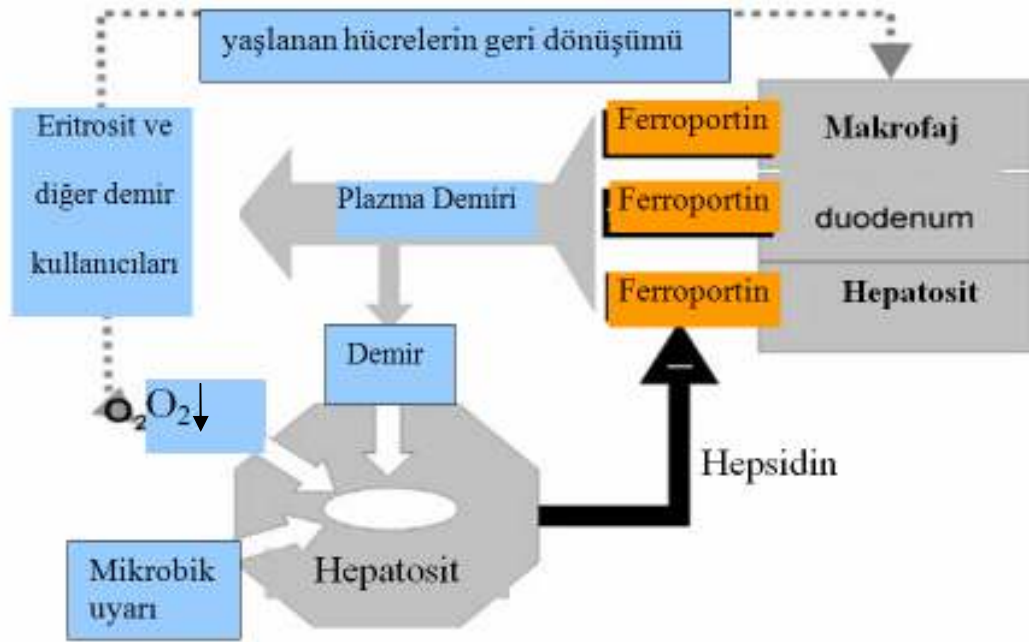 yaşlanan hücrelerin geri dönüşümü
Eritrosit ve
diğer demir
kullanıcıları
Plazma Demiri
Ferroportin
Makrofaj
Ferroportin
duodenum
Ferroportin
Hepatosit
Demir
O₂
O₂↓
Hepsidin
Mikrobik
uyarı
Hepatosit